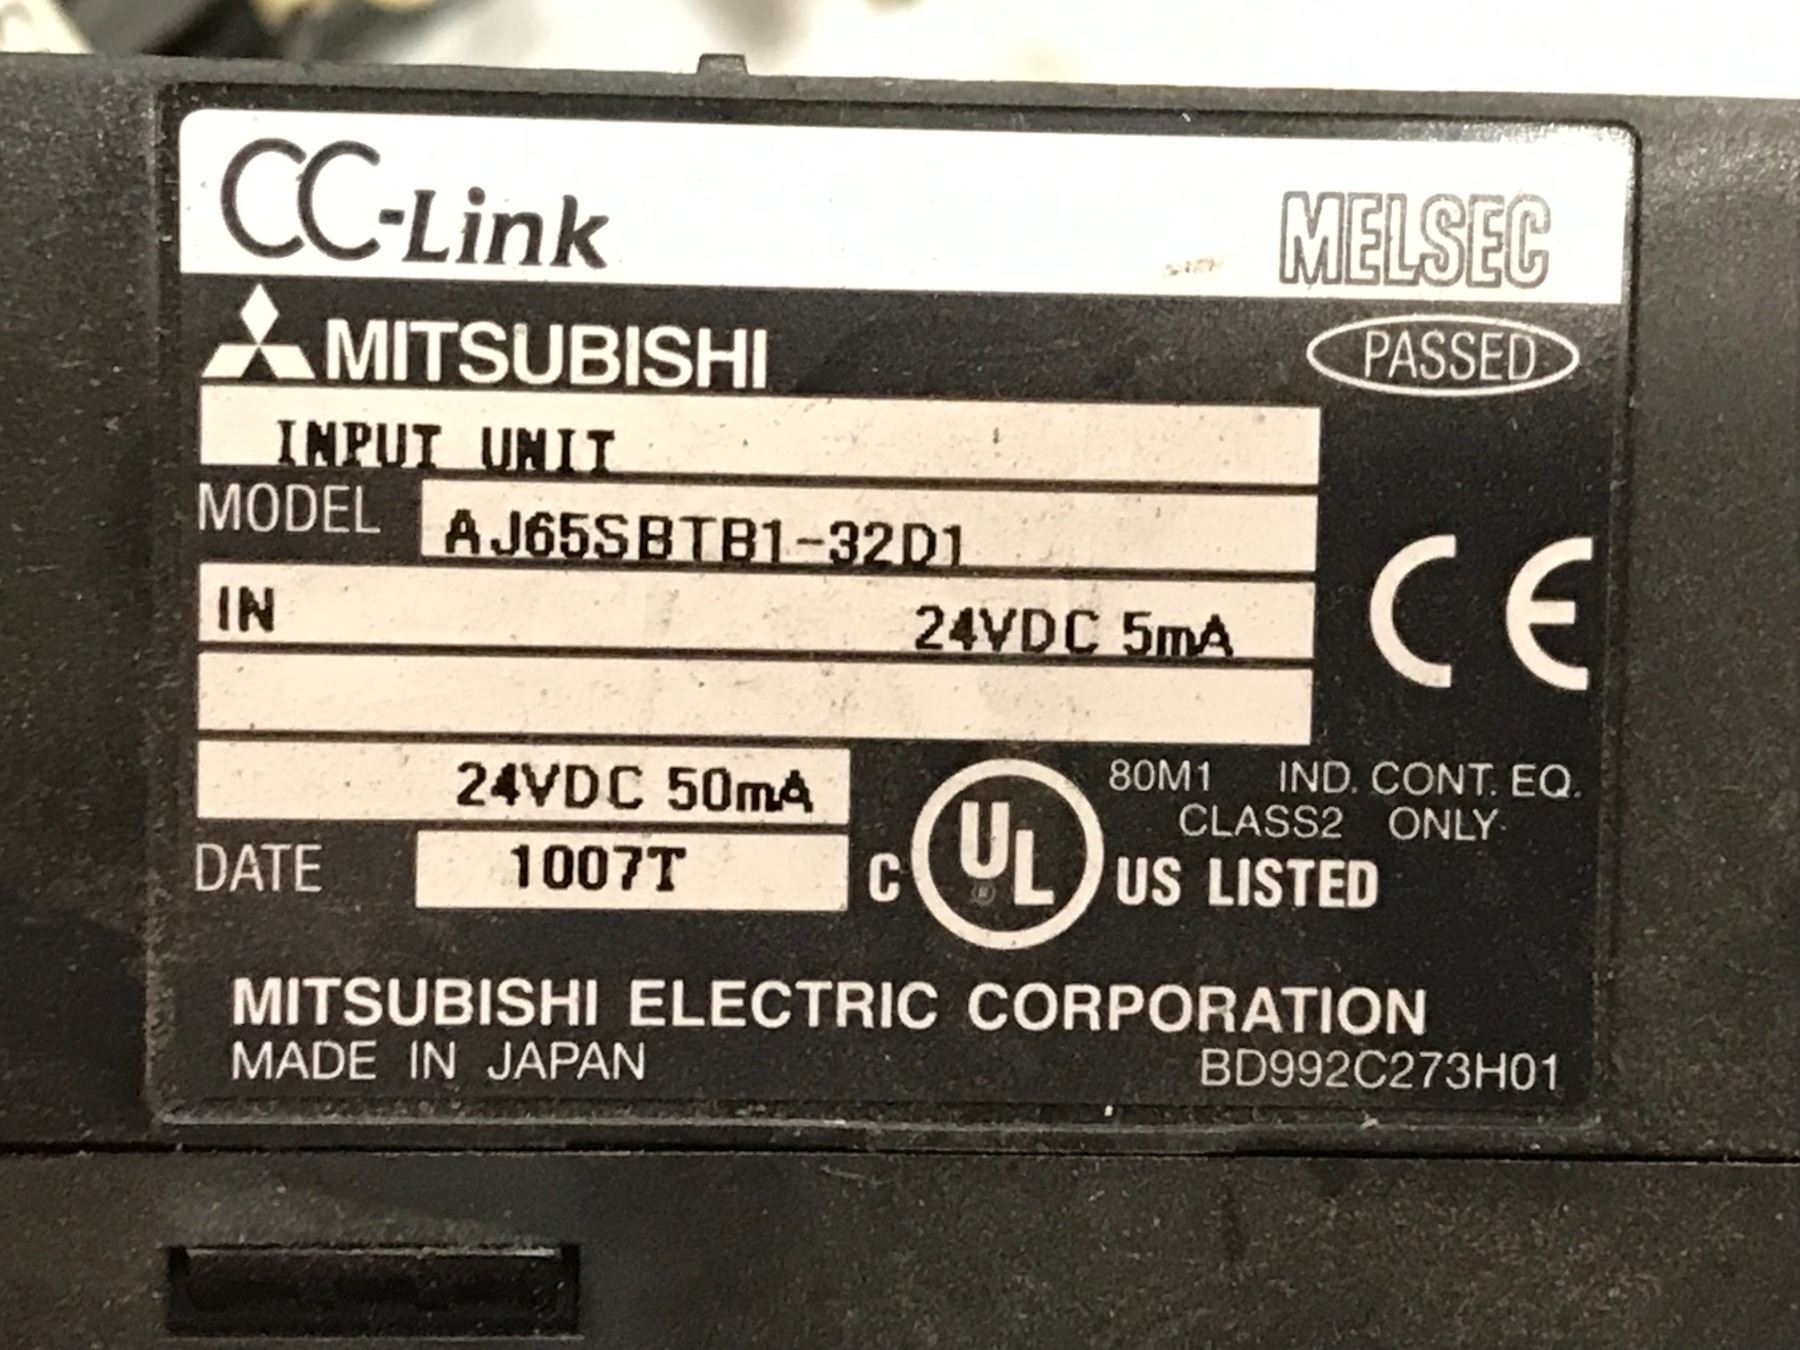 CC-Link MELSEC
MITSUBISHI PASSED
INPUT UNIT
MODEL AJ65SBTB1-32D1
IN 24VDC 5mA
CE
24VDC 50mA
80M1 IND. CONT. EQ.
CLASS2 ONLY
DATE 1007T
C UL ® US LISTED
MITSUBISHI ELECTRIC CORPORATION
MADE IN JAPAN BD992C273H01